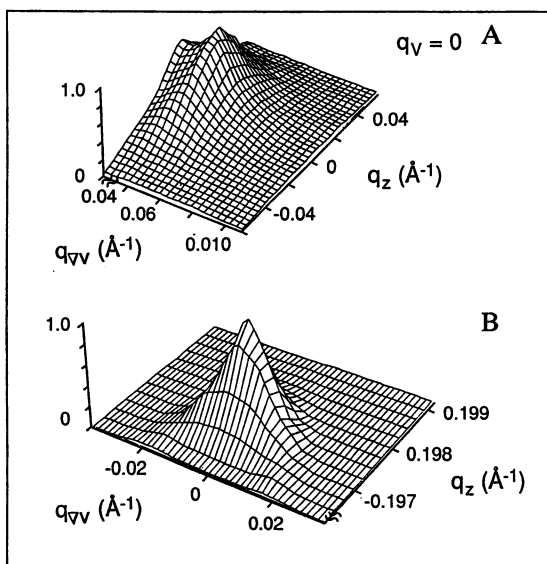 q_V = 0
A
1.0
0
0.04
0.06
0.010
q_∇V (Å⁻¹)
-0.04
0
0.04
q_z (Å⁻¹)
B
1.0
0
-0.02
0
0.02
q_∇V (Å⁻¹)
-0.197
0.198
0.199
q_z (Å⁻¹)